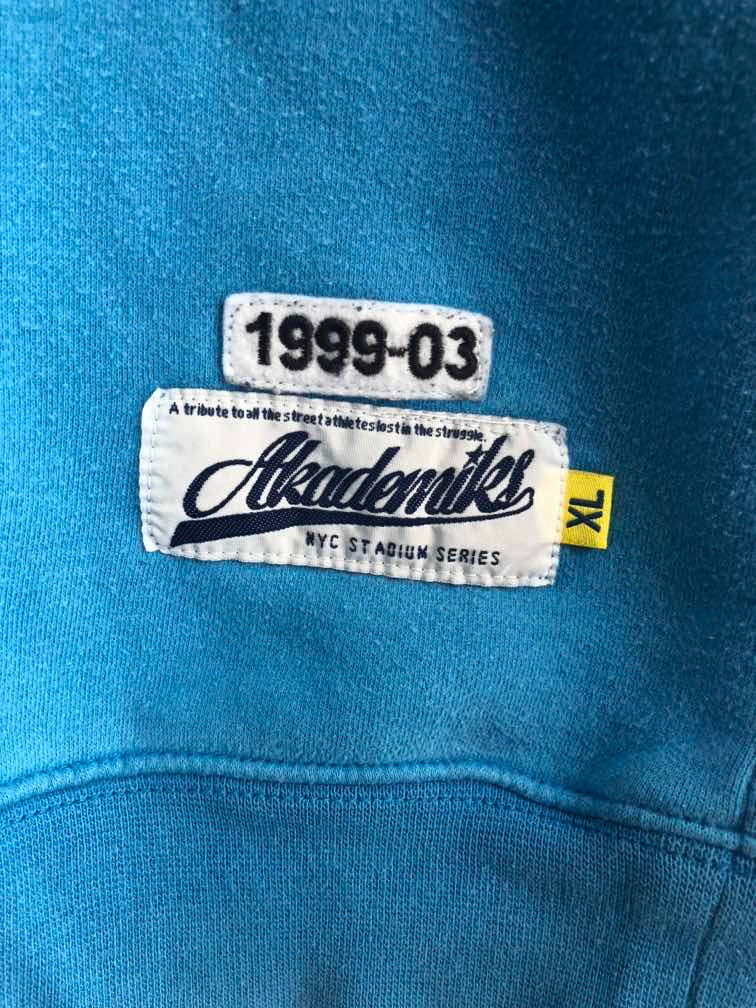 1999-03
A tribute to all the street athletes lost in the struggle.
Akademiks
NYC STADIUM SERIES
XL